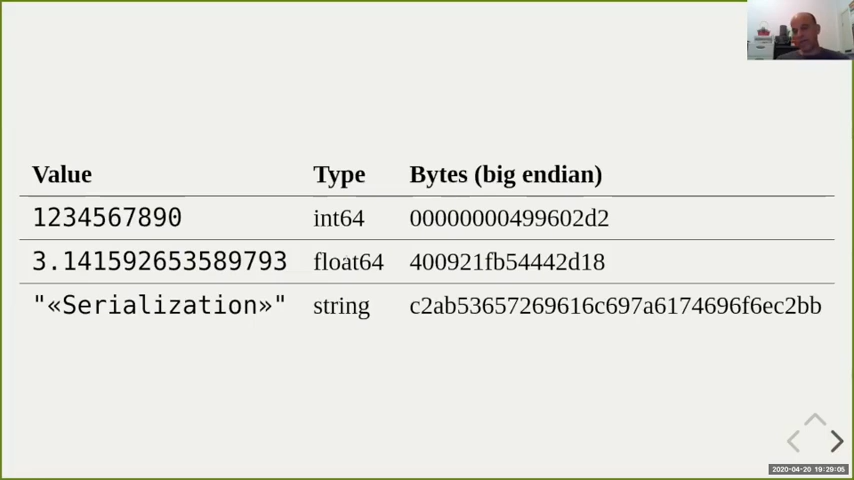 Value Type Bytes (big endian)
1234567890 int64 00000000499602d2
3.141592653589793 float64 400921fb54442d18
"«Serialization»" string c2ab53657269616c697a6174696f6ec2bb
2020-04-20 19:29:05